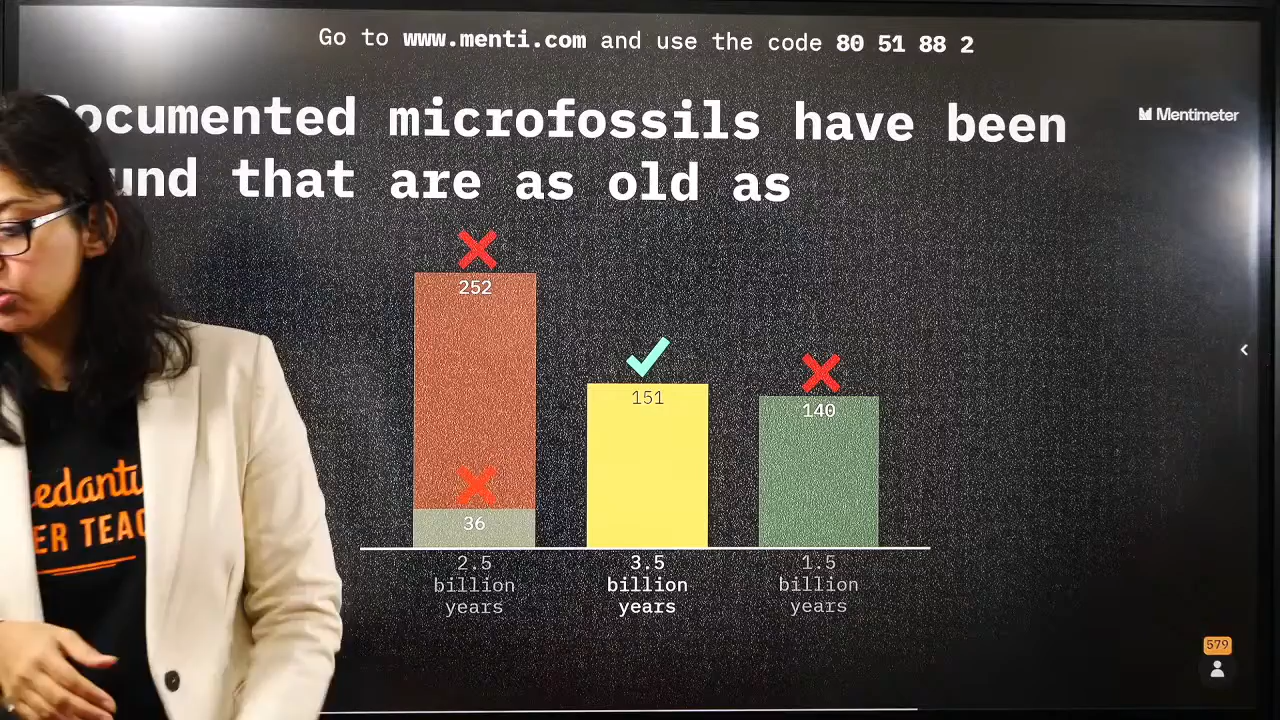 Go to www.menti.com and use the code 80 51 88 2
Mentimeter
microfossils have been
that are as old as
252
36
151
140
2.5
billion
years
3.5
billion
years
1.5
billion
years
579